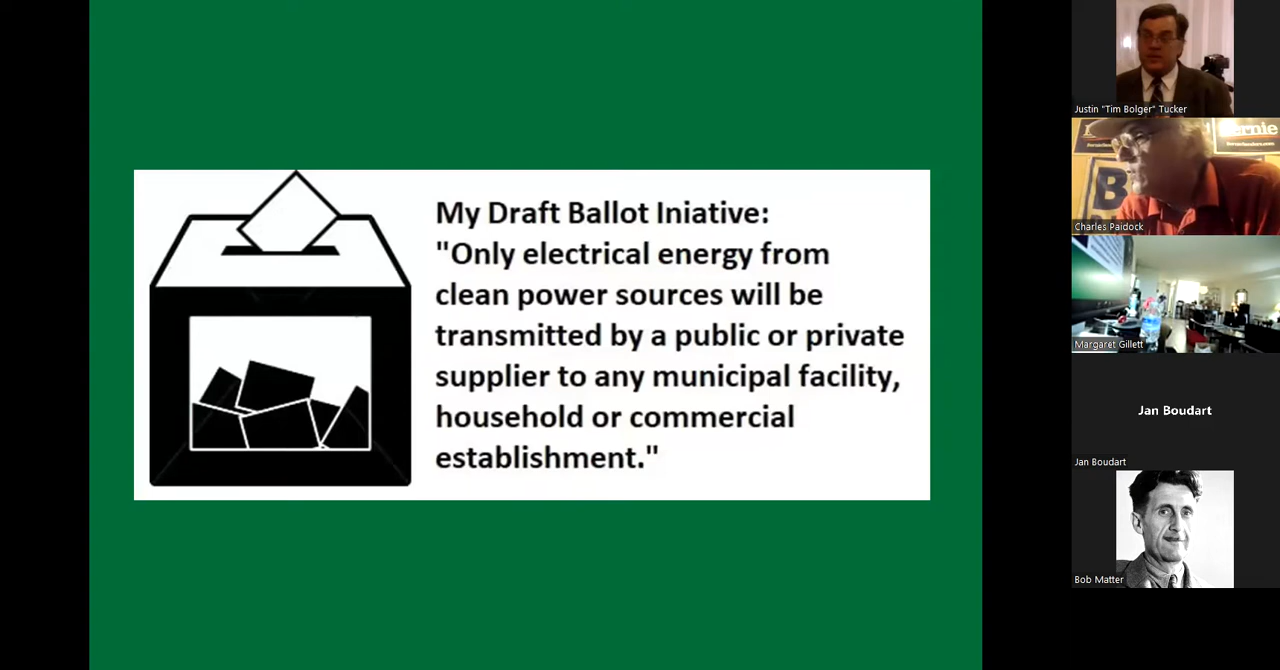 My Draft Ballot Iniative:
"Only electrical energy from
clean power sources will be
transmitted by a public or private
supplier to any municipal facility,
household or commercial
establishment."
Justin "Tim Bolger" Tucker
Bernie
Charles Paidock
Margaret Gillett
Jan Boudart
Jan Boudart
Bob Matter